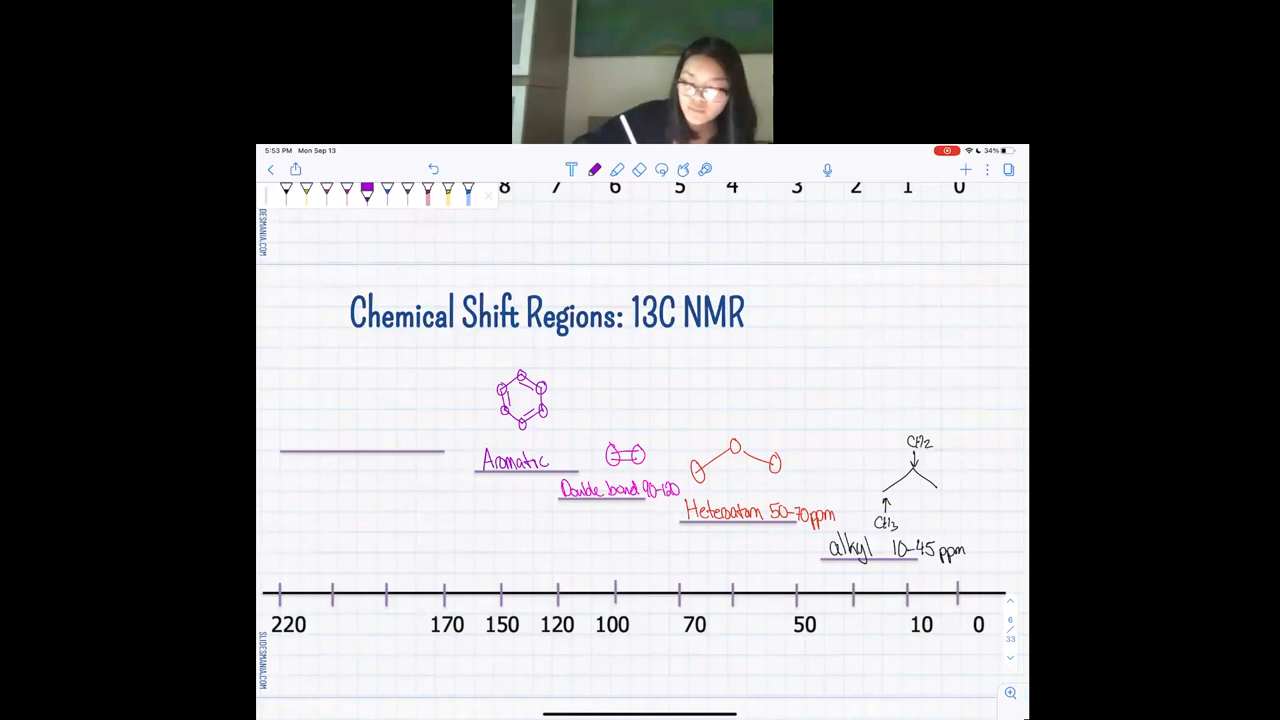 5:53 PM Mon Sep 13
34%
T
8 7 6 5 4 3 2 1 0
DESMANIA.COM
Chemical Shift Regions: 13C NMR
CH2
Aromatic
Double bond 90-120
Heteroatom 50-70ppm
CH3
alkyl 10-45 ppm
220 170 150 120 100 70 50 10 0
6
/
33
SLIDESMANIA.COM